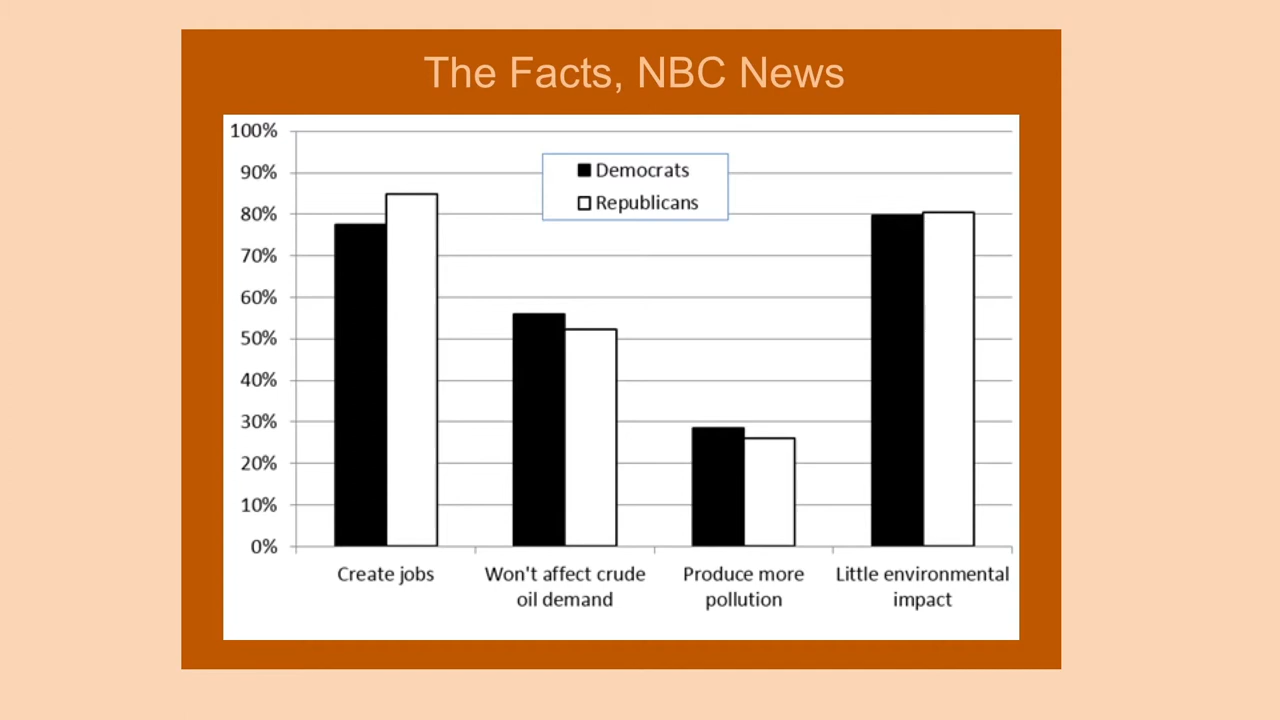 The Facts, NBC News
100%
90%
80%
70%
60%
50%
40%
30%
20%
10%
0%
Democrats
Republicans
Create jobs
Won't affect crude
oil demand
Produce more
pollution
Little environmental
impact